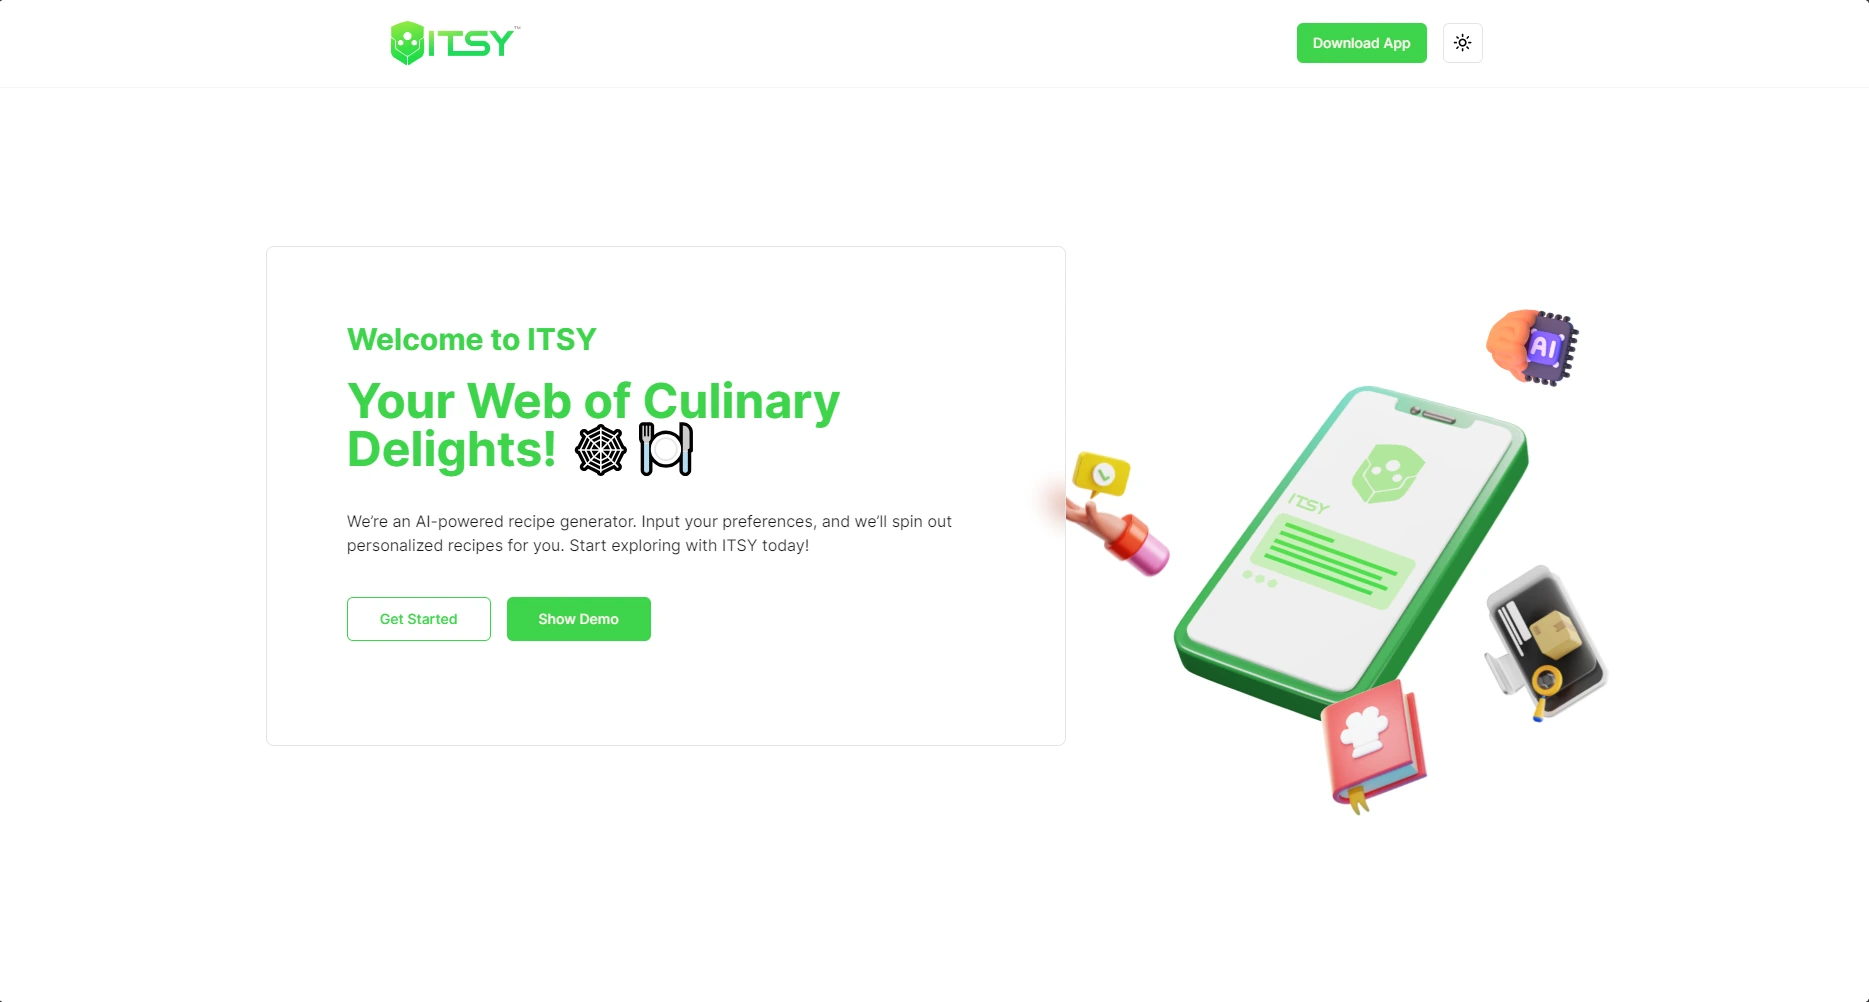 ITSY™
Download App
Welcome to ITSY
Your Web of Culinary
Delights!
We’re an AI-powered recipe generator. Input your preferences, and we’ll spin out
personalized recipes for you. Start exploring with ITSY today!
Get Started
Show Demo
AI
ITSY